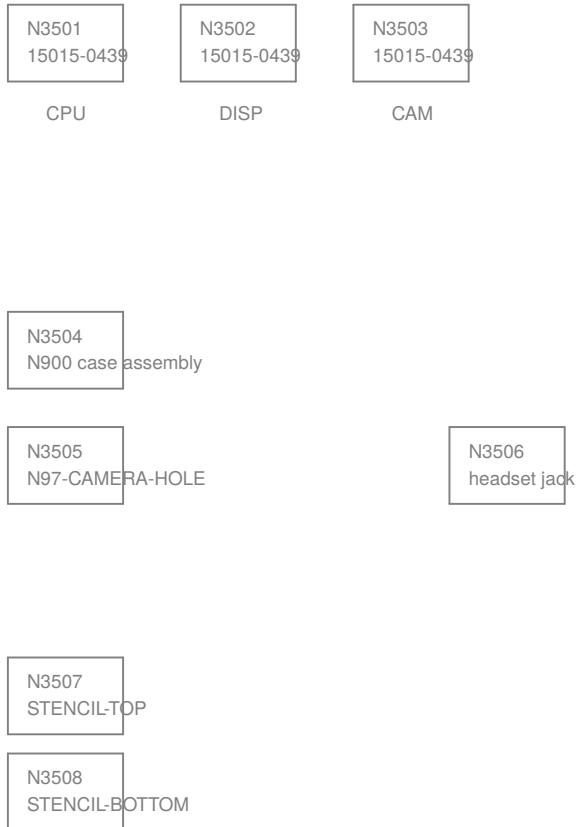 N3501
15015-0439
CPU
N3502
15015-0439
DISP
N3503
15015-0439
CAM
N3504
N900 case assembly
N3505
N97-CAMERA-HOLE
N3506
headset jack
N3507
STENCIL-TOP
N3508
STENCIL-BOTTOM